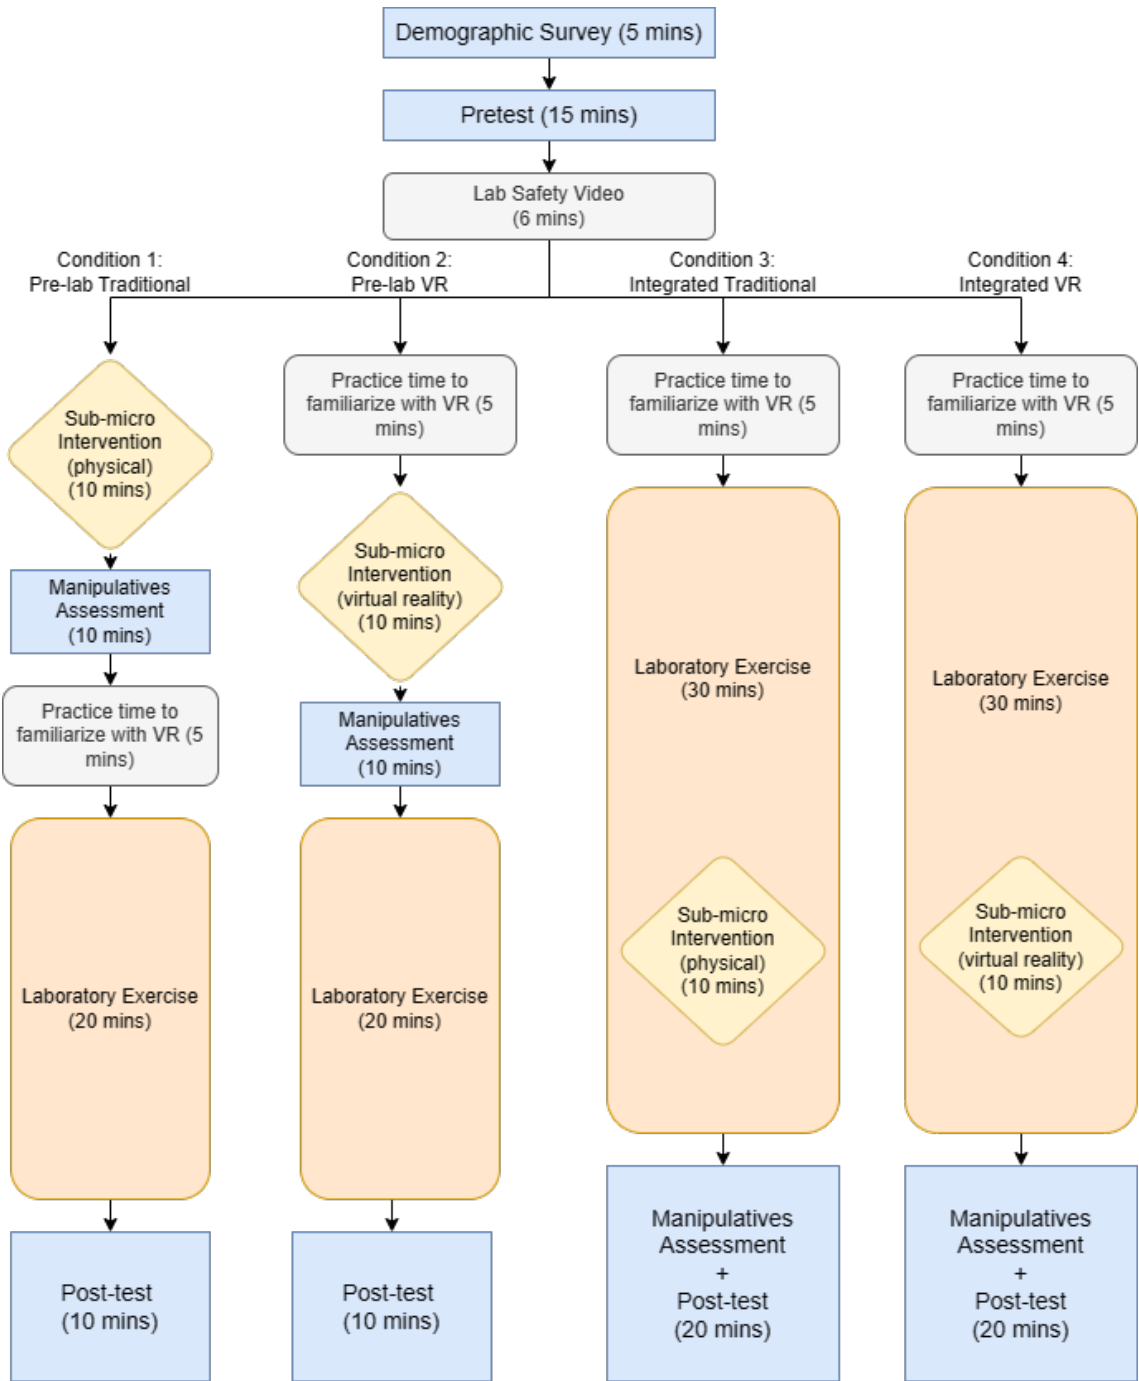 Demographic Survey (5 mins)
Pretest (15 mins)
Lab Safety Video
(6 mins)
Condition 1:
Pre-lab Traditional
Condition 2:
Pre-lab VR
Condition 3:
Integrated Traditional
Condition 4:
Integrated VR
Sub-micro
Intervention
(physical)
(10 mins)
Manipulatives
Assessment
(10 mins)
Practice time to
familiarize with VR (5
mins)
Laboratory Exercise
(20 mins)
Post-test
(10 mins)
Practice time to
familiarize with VR (5
mins)
Sub-micro
Intervention
(virtual reality)
(10 mins)
Manipulatives
Assessment
(10 mins)
Laboratory Exercise
(20 mins)
Post-test
(10 mins)
Practice time to
familiarize with VR (5
mins)
Laboratory Exercise
(30 mins)
Sub-micro
Intervention
(physical)
(10 mins)
Manipulatives
Assessment
+
Post-test
(20 mins)
Practice time to
familiarize with VR (5
mins)
Laboratory Exercise
(30 mins)
Sub-micro
Intervention
(virtual reality)
(10 mins)
Manipulatives
Assessment
+
Post-test
(20 mins)